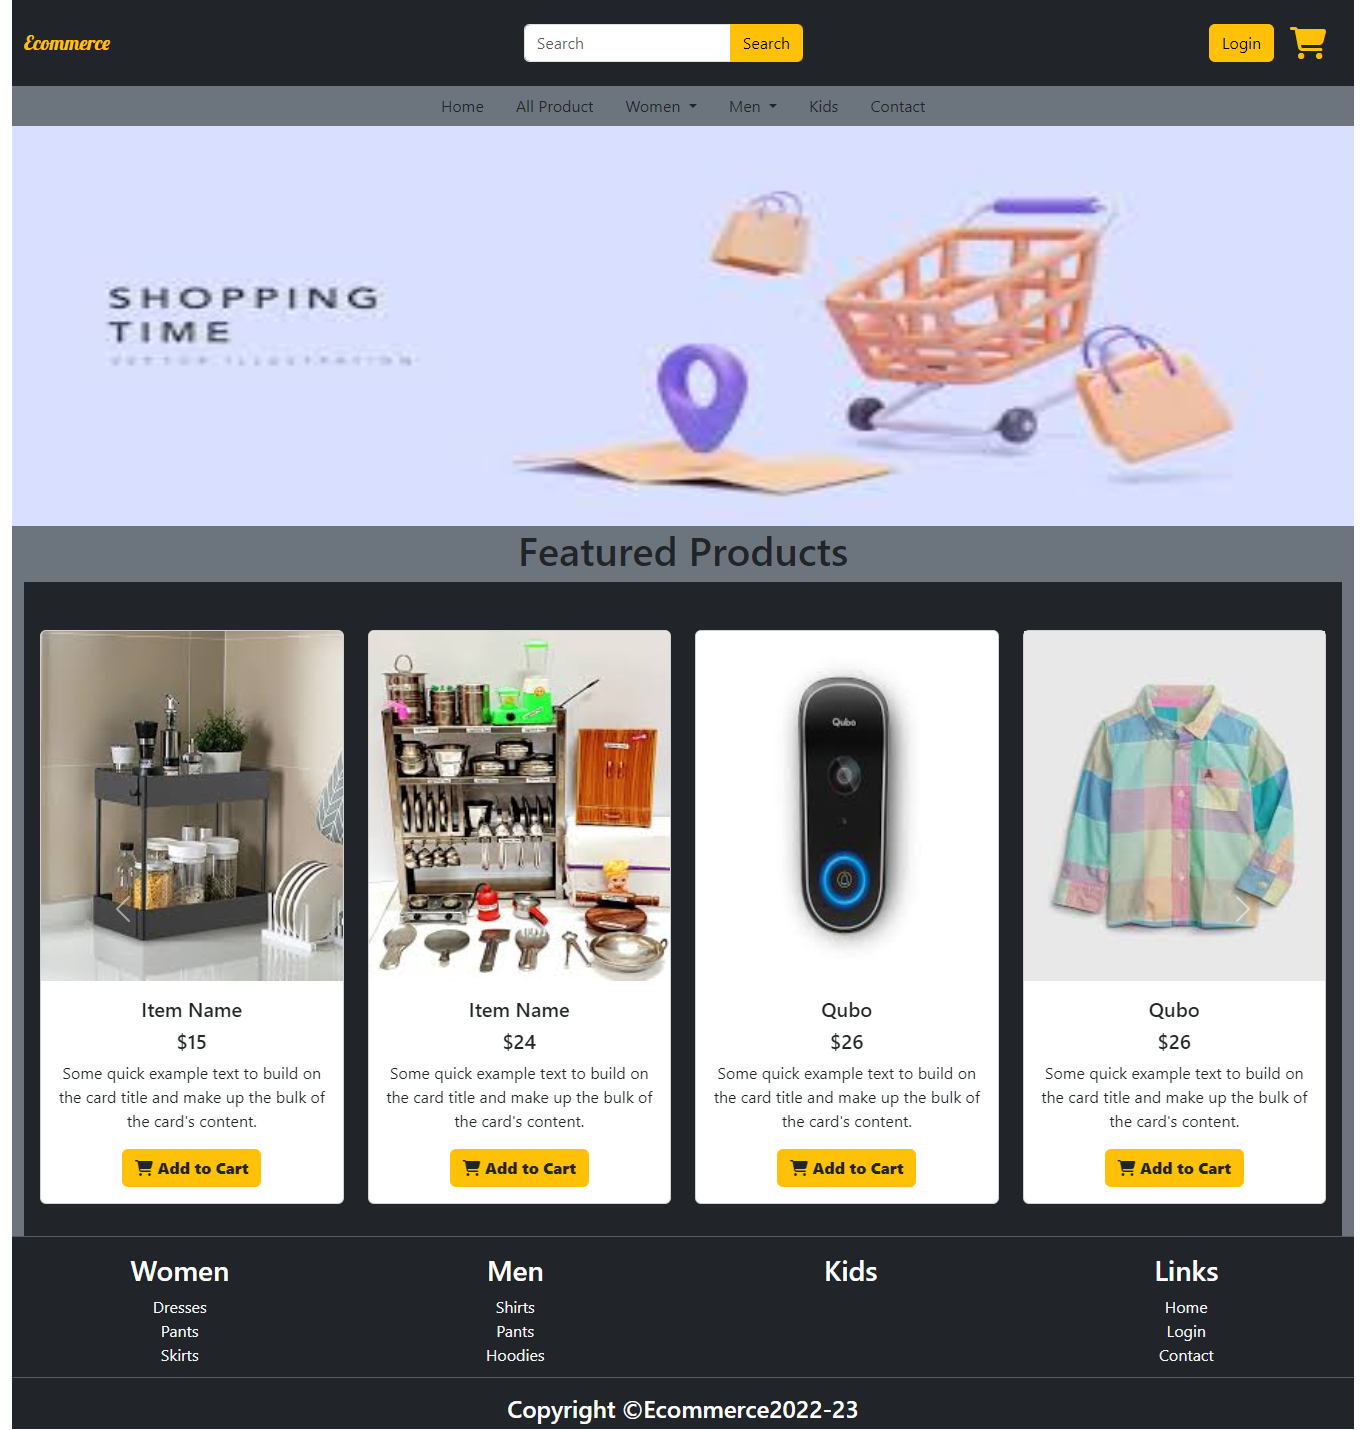 Ecommerce
Search
Search
Login
Home
All Product
Women
Men
Kids
Contact
SHOPPING
TIME
VECTOR ILLUSTRATION
Featured Products
Qubo
Item Name
$15
Some quick example text to build on
the card title and make up the bulk of
the card's content.
Add to Cart
Item Name
$24
Some quick example text to build on
the card title and make up the bulk of
the card's content.
Add to Cart
Qubo
$26
Some quick example text to build on
the card title and make up the bulk of
the card's content.
Add to Cart
Qubo
$26
Some quick example text to build on
the card title and make up the bulk of
the card's content.
Add to Cart
Women
Dresses
Pants
Skirts
Men
Shirts
Pants
Hoodies
Kids
Links
Home
Login
Contact
Copyright ©Ecommerce2022-23